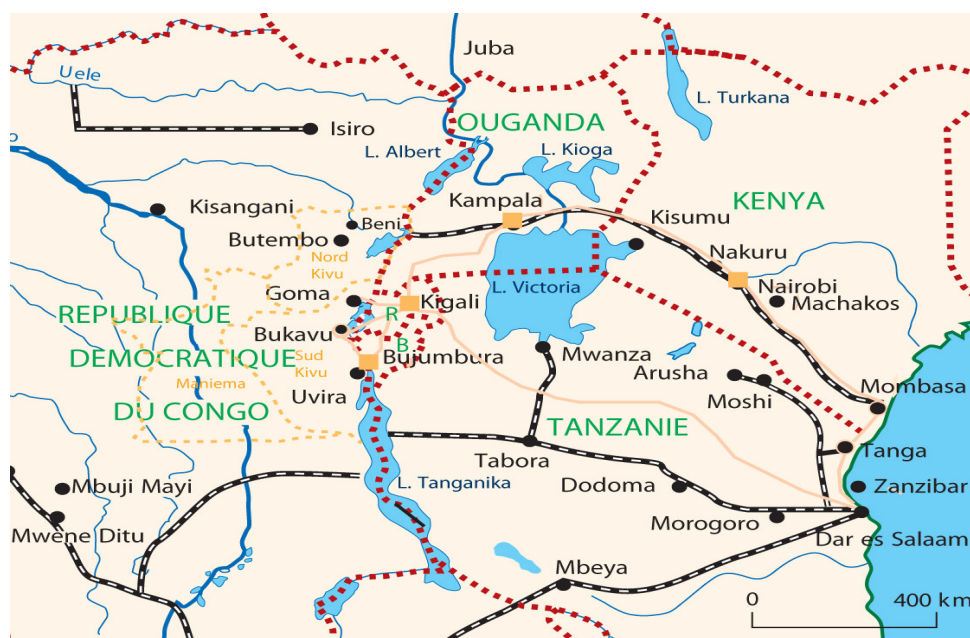 Juba
Uele
L. Turkana
Isiro
OUGANDA
L. Albert
L. Kioga
KENYA
Kampala
Kisangani
Beni
Kisumu
Butembo
Nord
Kivu
Nakuru
Goma
Kigali
L. Victoria
Nairobi
Machakos
REPUBLIQUE
R
Bukavu
B
DEMOCRATIQUE
Sud
Kivu
Bujumbura
Mwanza
Maniema
Uvira
Arusha
Mombasa
Moshi
DU CONGO
TANZANIE
Tabora
Tanga
L. Tanganika
Mbuji Mayi
Dodoma
Zanzibar
Morogoro
Mwene Ditu
Dar es Salaam
Mbeya
0 400 km